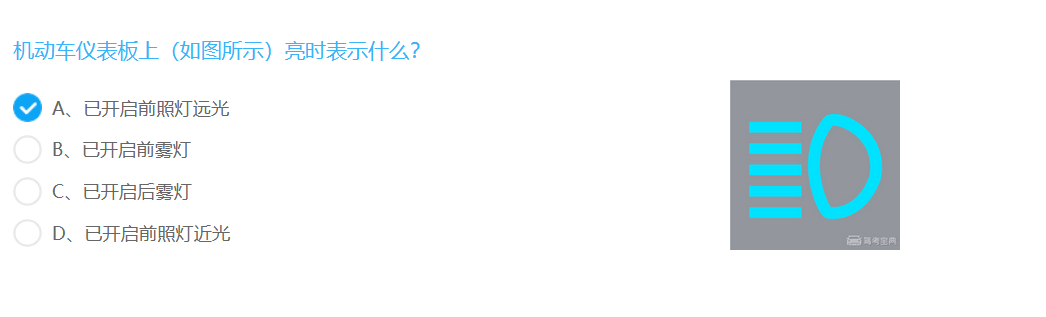 机动车仪表板上（如图所示）亮时表示什么?
A、已开启前照灯远光
B、已开启前雾灯
C、已开启后雾灯
D、已开启前照灯近光
驾考宝典